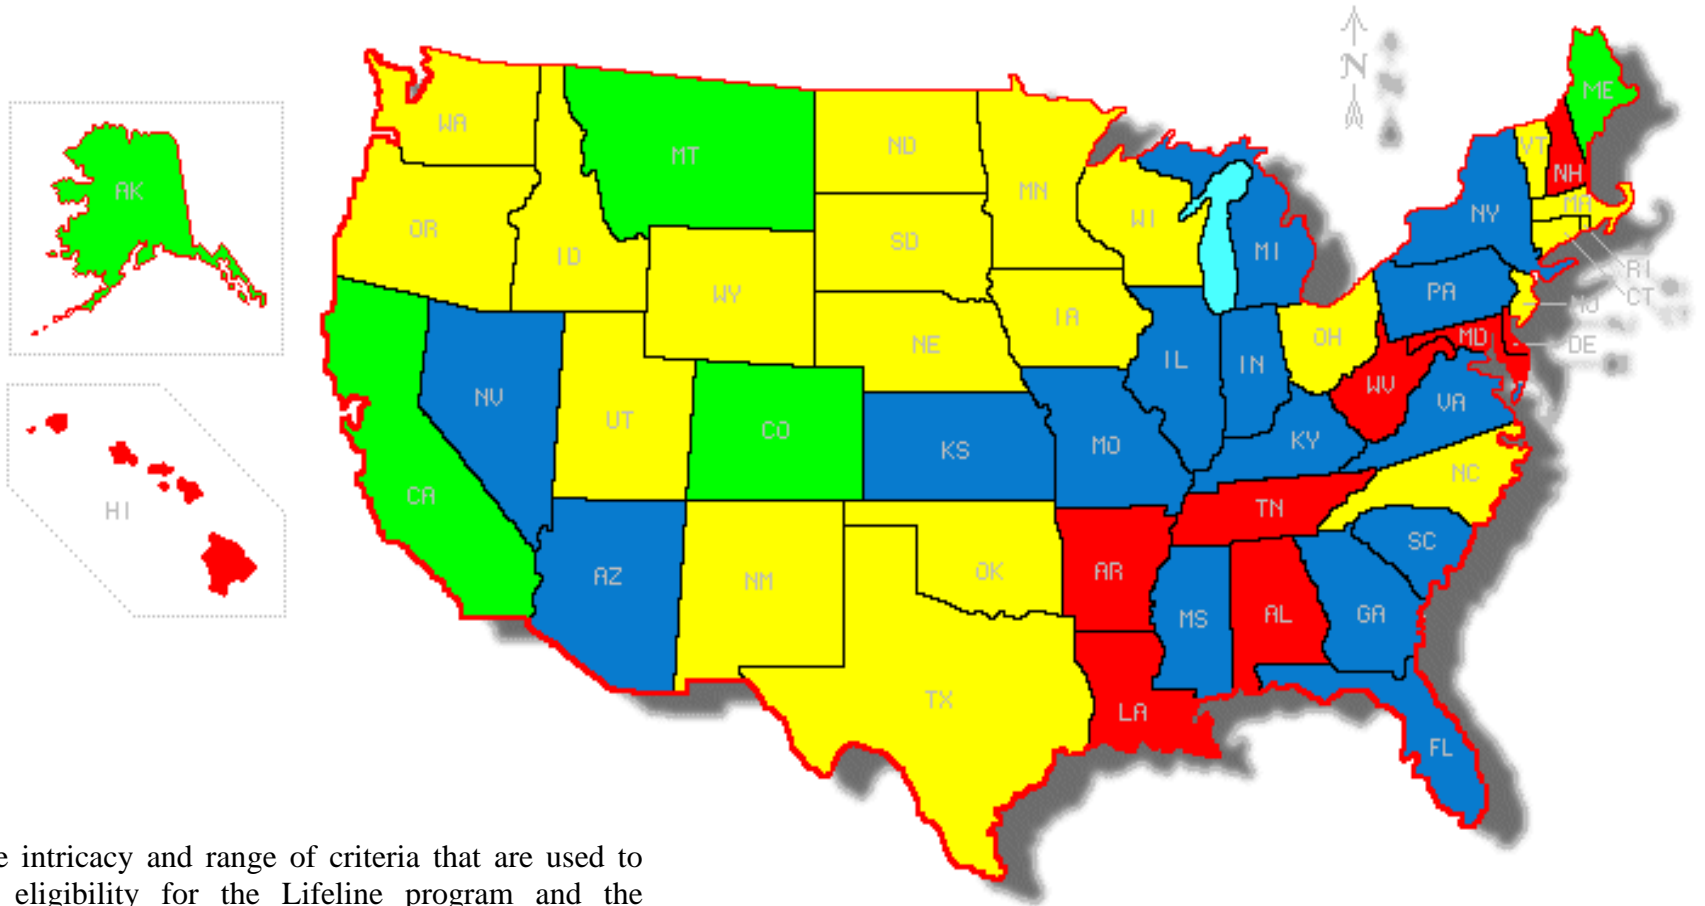 N
ME
WA
MT
ND
VT
MN
NH
AK
OR
ID
SD
WI
NY
MA
MI
RI
WY
PA
CT
NJ
IA
NE
OH
MD
DE
NV
IL
IN
WV
UT
CO
KS
MO
KY
VA
CA
NC
HI
TN
AZ
NM
OK
AR
SC
MS
AL
GA
TX
LA
FL
e intricacy and range of criteria that are used to
eligibility for the Lifeline program and the